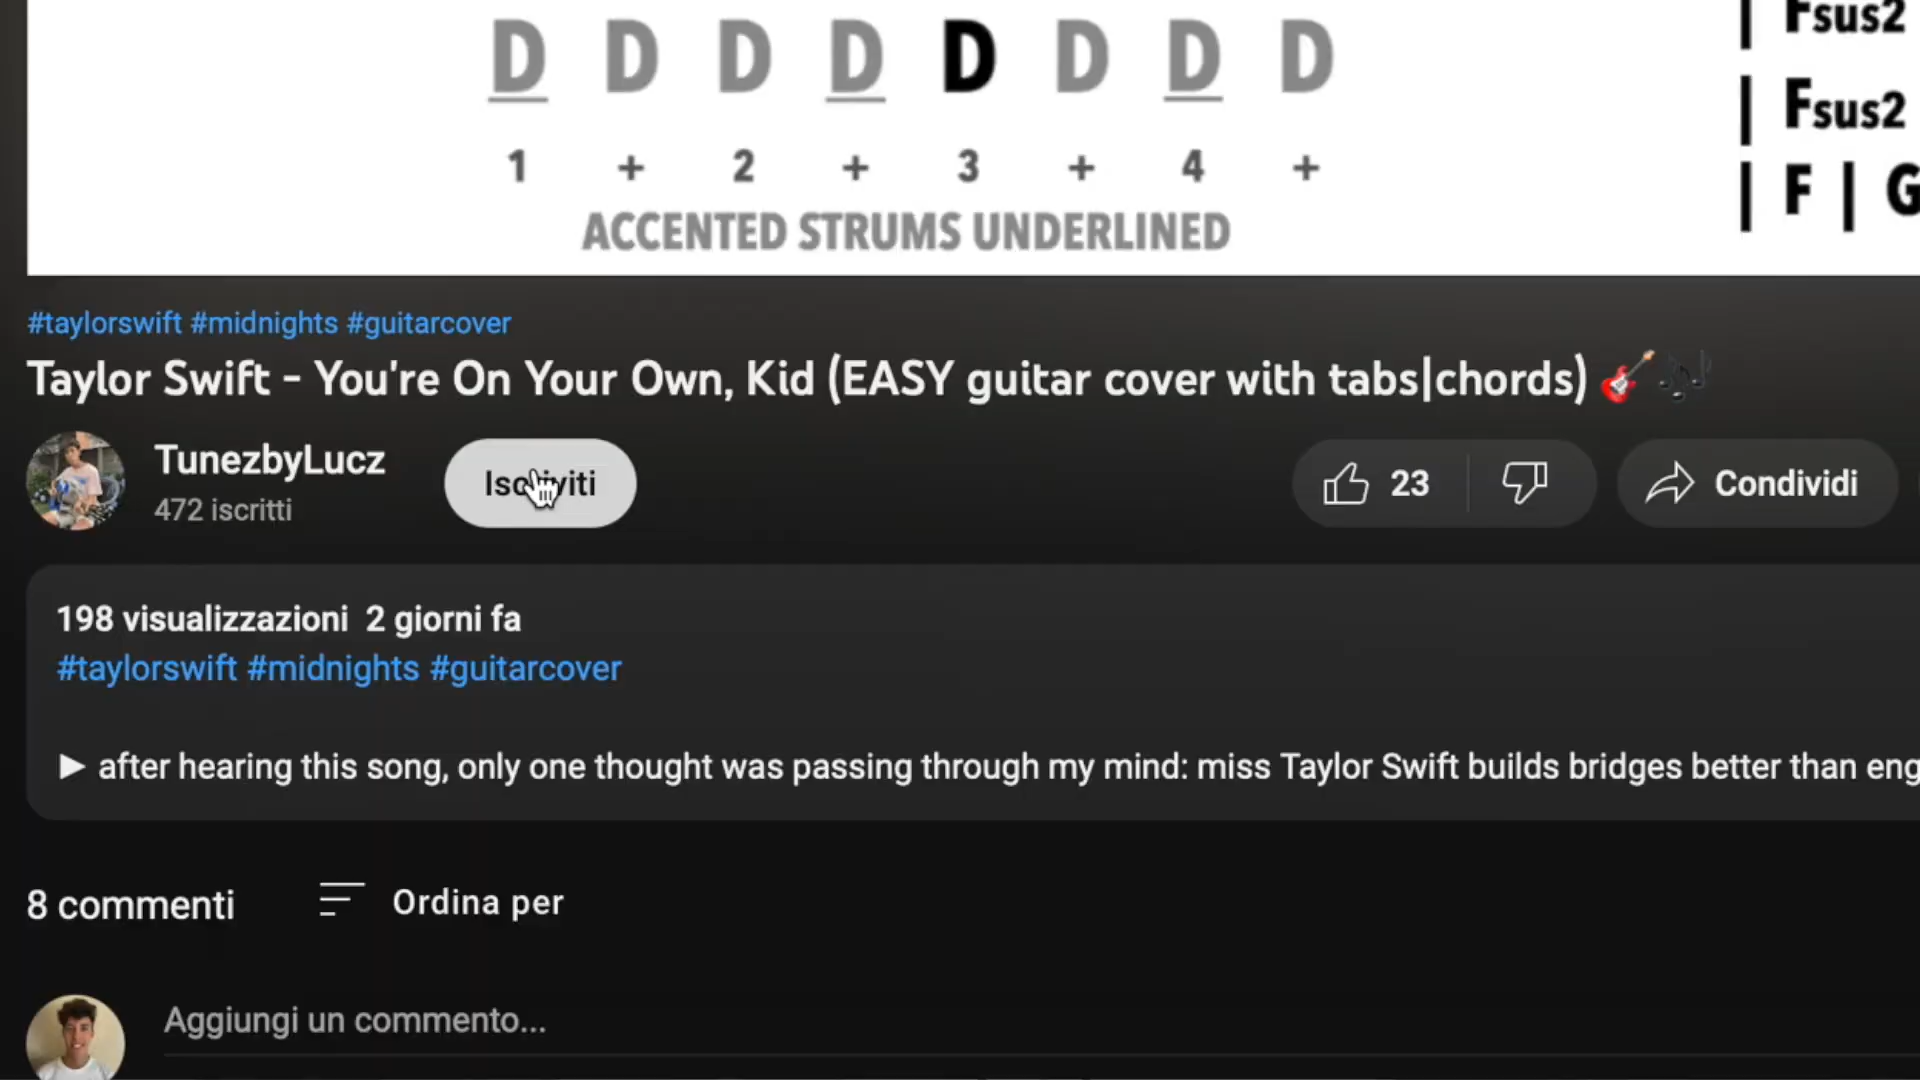 D D D D D D D D
1 + 2 + 3 + 4 +
ACCENTED STRUMS UNDERLINED
| Fsus2
| Fsus2
| F | G
#taylorswift #midnights #guitarcover
Taylor Swift - You're On Your Own, Kid (EASY guitar cover with tabs|chords) 🎸🎶
TunezbyLucz
472 iscritti
Iscriviti
23
Condividi
198 visualizzazioni 2 giorni fa
#taylorswift #midnights #guitarcover
▶ after hearing this song, only one thought was passing through my mind: miss Taylor Swift builds bridges better than eng
8 commenti
Ordina per
Aggiungi un commento...